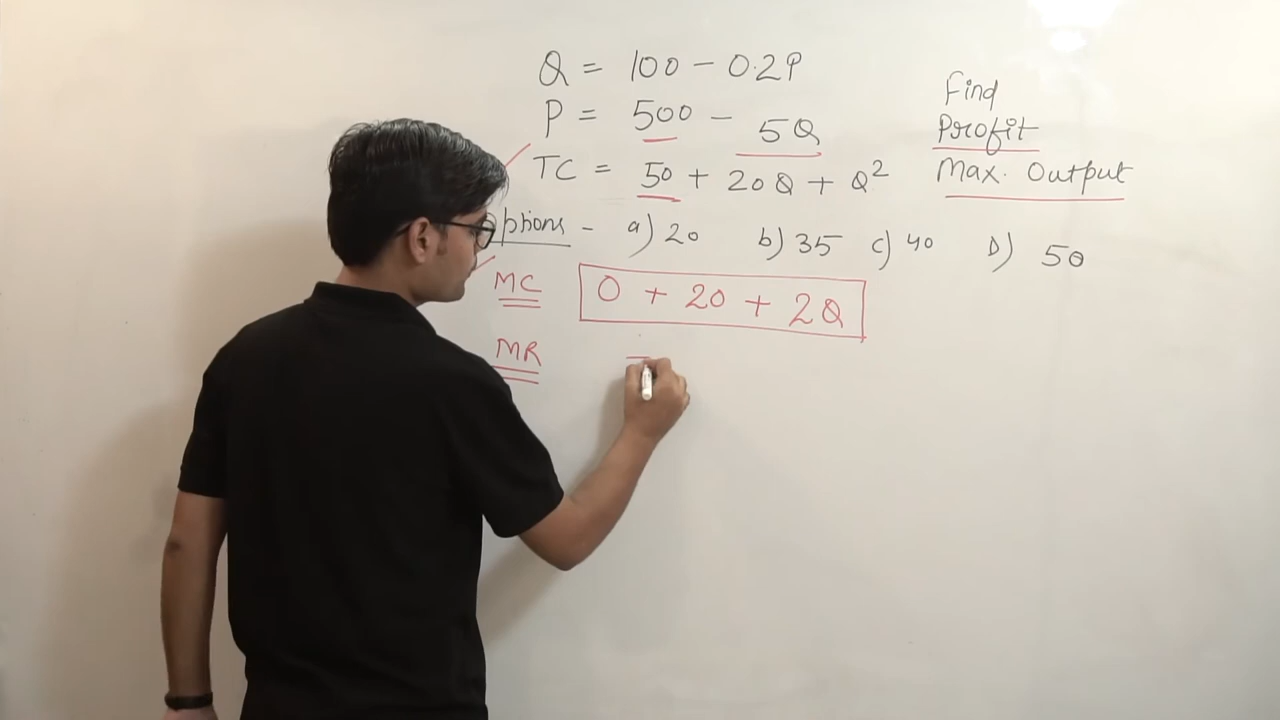 Q = 100 - 0.2P
P = 500 - 5Q
TC = 50 + 20Q + Q²
Find
Profit
Max. Output
ptions - a) 20 b) 35 c) 40 D) 50
MC 0 + 20 + 2Q
MR